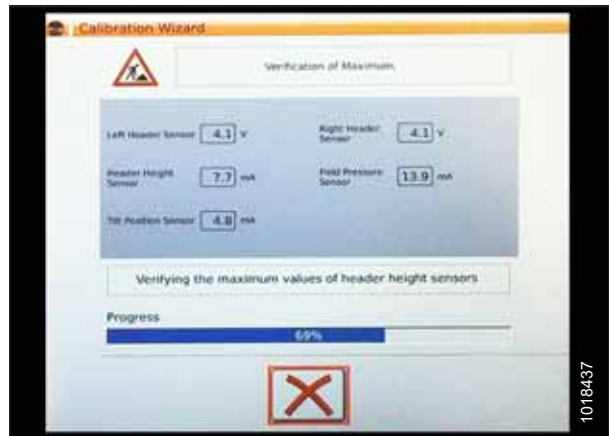 Calibration Wizard
Verification of Maximum
Left Header Sensor 4.1 V
Right Header
Sensor 4.1 V
Header Height
Sensor 7.7 mA
Field Pressure
Sensor 13.9 mA
Tilt Position Sensor 4.8 mA
Verifying the maximum values of header height sensors
Progress
69%
1018437